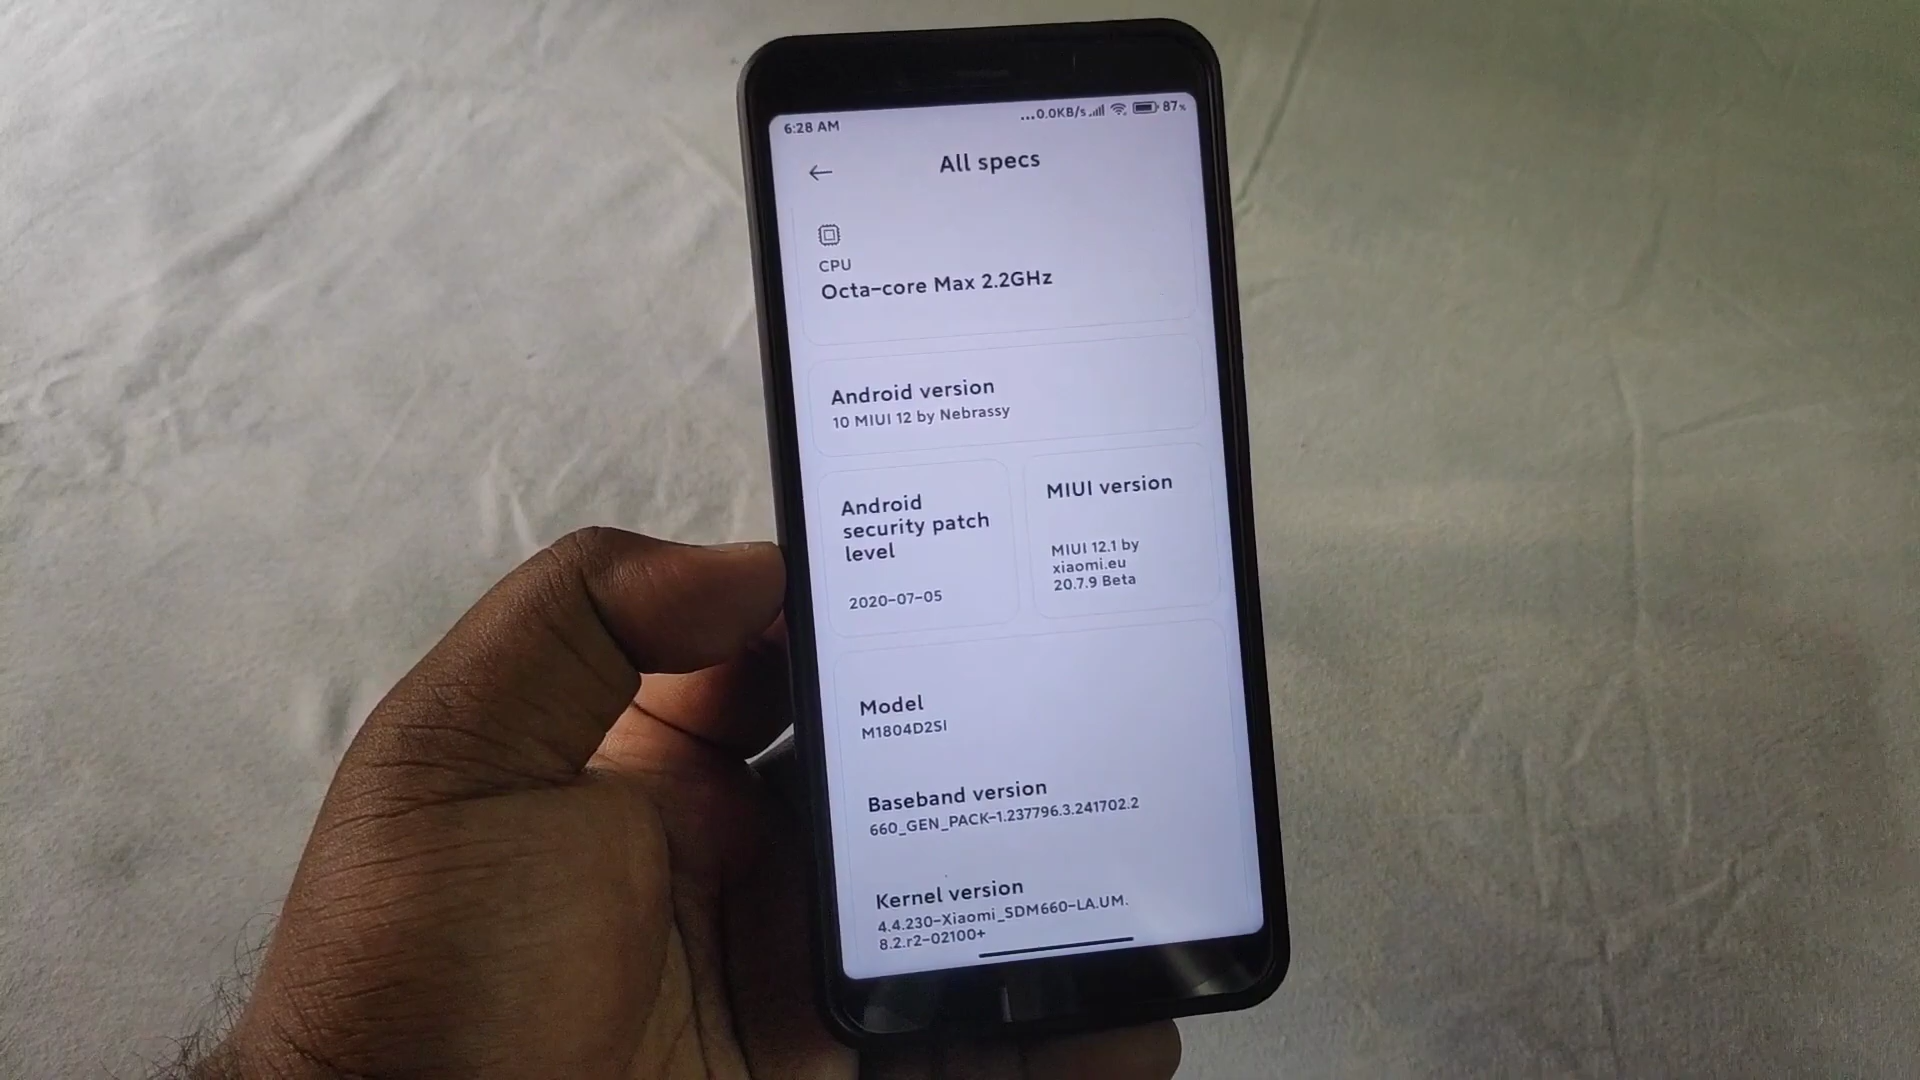 6:28 AM
...0.0KB/s
87%
All specs
CPU
Octa-core Max 2.2GHz
Android version
10 MIUI 12 by Nebrassy
Android
security patch
level
2020-07-05
MIUI version
MIUI 12.1 by
xiaomi.eu
20.7.9 Beta
Model
M1804D2SI
Baseband version
660_GEN_PACK-1.237796.3.241702.2
Kernel version
4.4.230-Xiaomi_SDM660-LA.UM.
8.2.r2-02100+